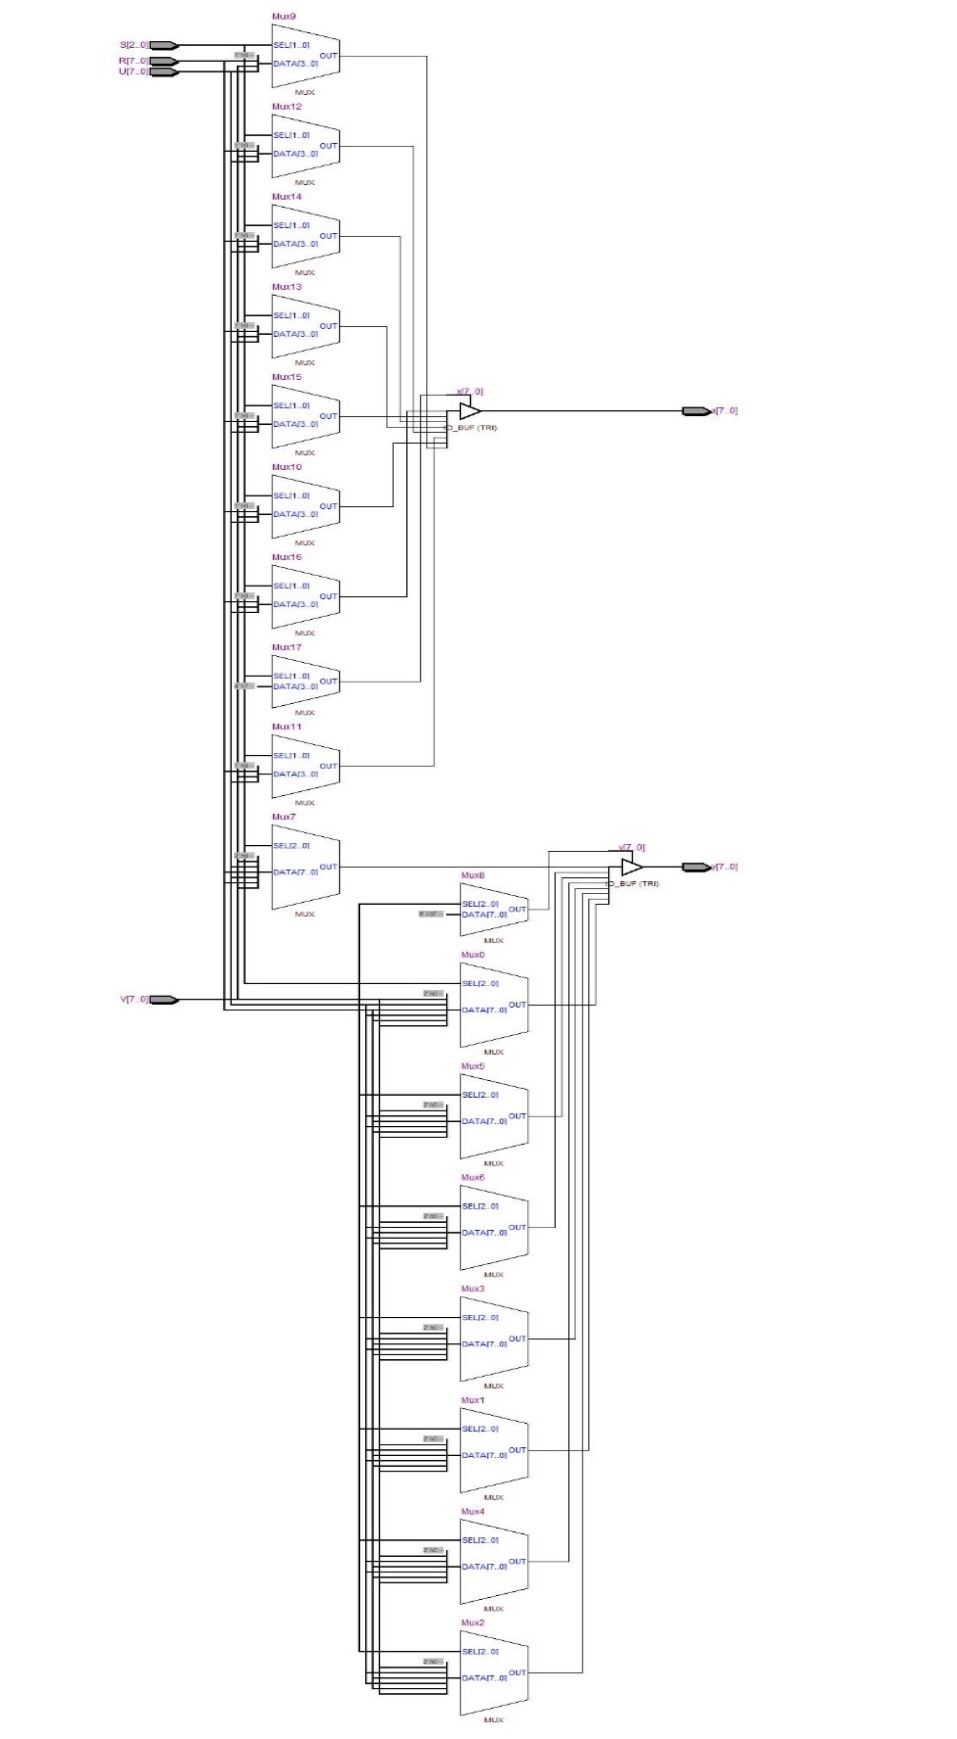 Mux9
S[2..0]
SEL[1..0]
OUT
R[7..0]
DATA[3..0]
U[7..0]
MUX
Mux12
SEL[1..0]
OUT
DATA[3..0]
MUX
Mux14
SEL[1..0]
OUT
DATA[3..0]
MUX
Mux13
SEL[1..0]
OUT
DATA[3..0]
MUX
Mux15
SEL[1..0]
OUT
DATA[3..0]
MUX
x[7..0]
x[7..0]
IO_BUF (TRI)
Mux10
SEL[1..0]
OUT
DATA[3..0]
MUX
Mux16
SEL[1..0]
OUT
DATA[3..0]
MUX
Mux17
SEL[1..0]
OUT
DATA[3..0]
MUX
Mux11
SEL[1..0]
OUT
DATA[3..0]
MUX
Mux7
SEL[2..0]
OUT
DATA[7..0]
MUX
y[7..0]
y[7..0]
IO_BUF (TRI)
Mux8
SEL[2..0]
OUT
DATA[7..0]
MUX
Mux0
SEL[2..0]
V[7..0]
OUT
DATA[7..0]
MUX
Mux5
SEL[2..0]
OUT
DATA[7..0]
MUX
Mux6
SEL[2..0]
OUT
DATA[7..0]
MUX
Mux3
SEL[2..0]
OUT
DATA[7..0]
MUX
Mux1
SEL[2..0]
OUT
DATA[7..0]
MUX
Mux4
SEL[2..0]
OUT
DATA[7..0]
MUX
Mux2
SEL[2..0]
OUT
DATA[7..0]
MUX